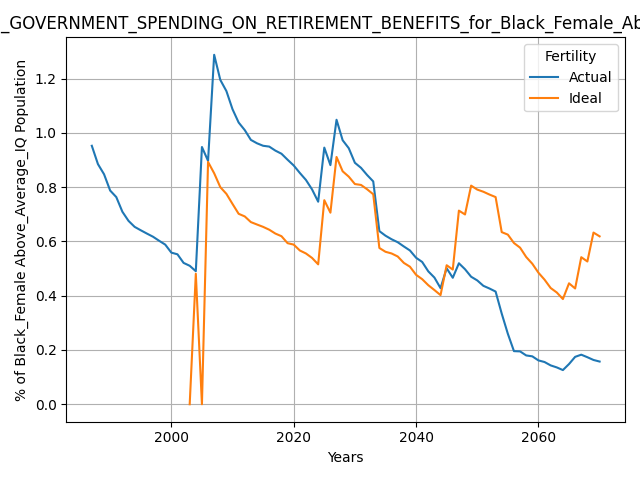 _GOVERNMENT_SPENDING_ON_RETIREMENT_BENEFITS_for_Black_Female_Ab
Fertility
Actual
Ideal
% of Black_Female Above_Average_IQ Population
1.2
1.0
0.8
0.6
0.4
0.2
0.0
2000 2020 2040 2060
Years